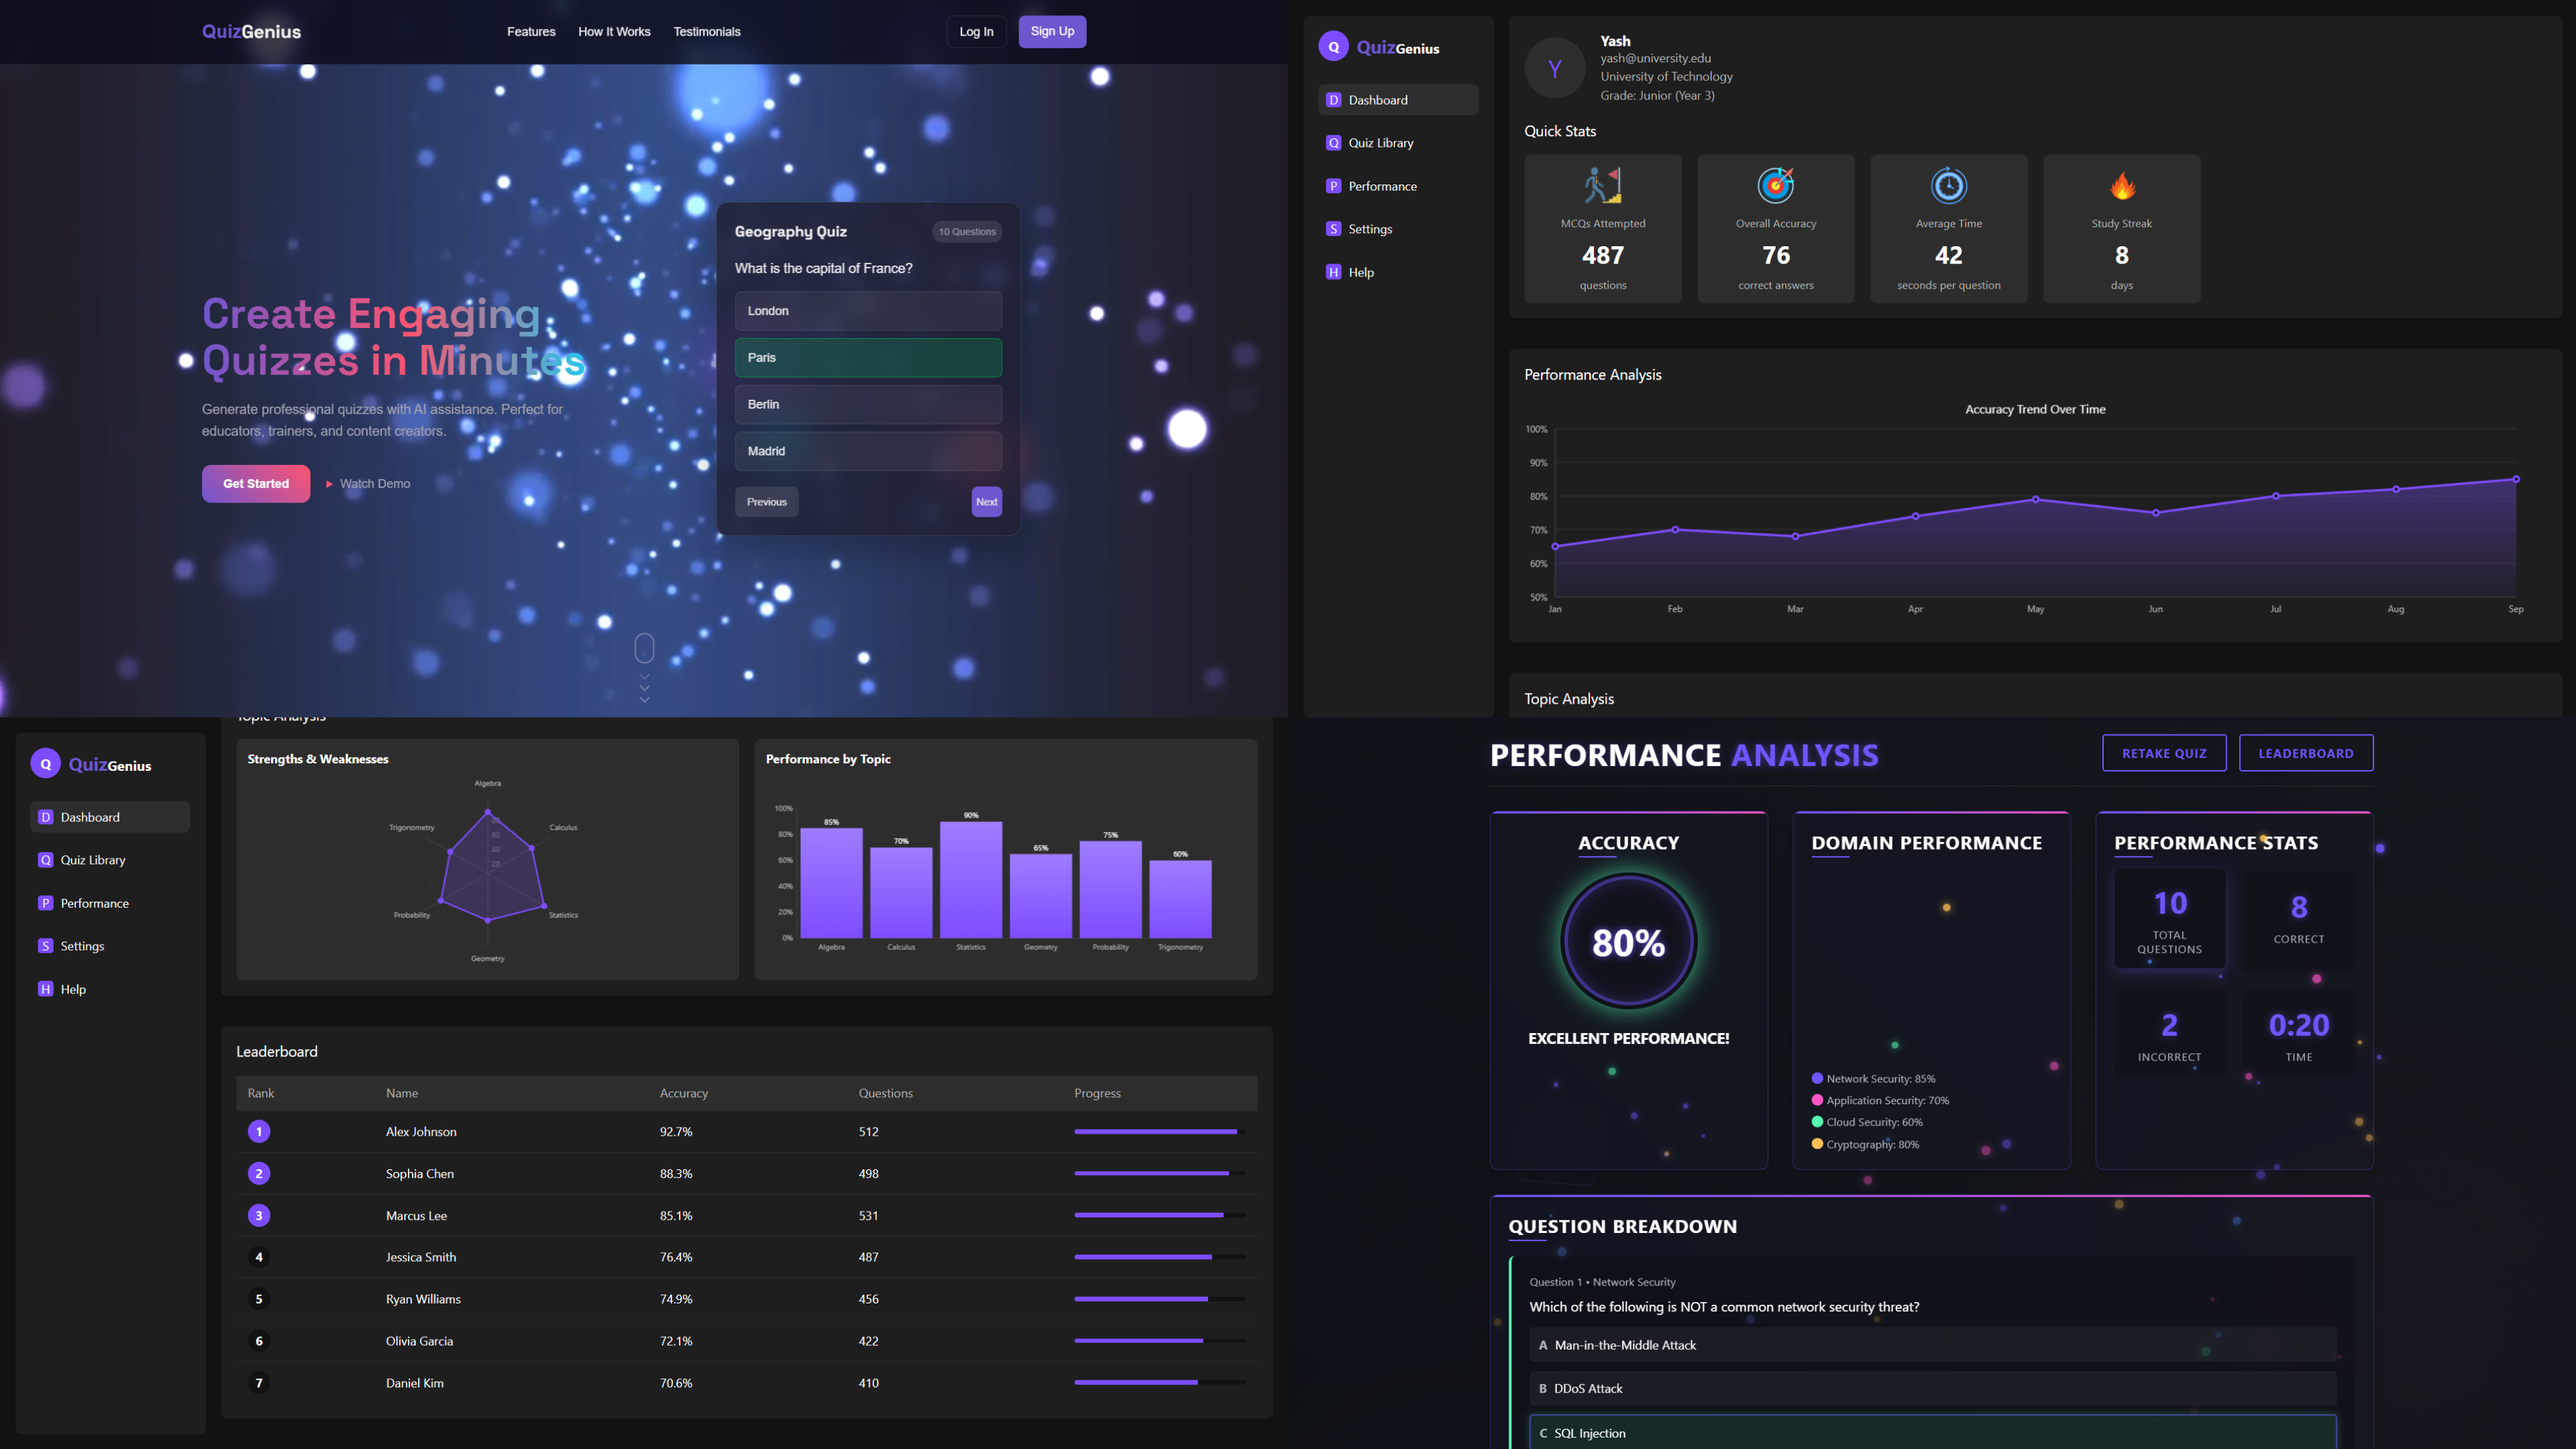 QuizGenius
Features How It Works Testimonials
Log In Sign Up
Create Engaging
Quizzes in Minutes
Generate professional quizzes with AI assistance. Perfect for
educators, trainers, and content creators.
Get Started Watch Demo
Geography Quiz 10 Questions
What is the capital of France?
London
Paris
Berlin
Madrid
Previous Next
Q QuizGenius
D Dashboard
Q Quiz Library
P Performance
S Settings
H Help
Y
Yash
yash@university.edu
University of Technology
Grade: Junior (Year 3)
Quick Stats
MCQs Attempted
487
questions
Overall Accuracy
76
correct answers
Average Time
42
seconds per question
Study Streak
8
days
Performance Analysis
Accuracy Trend Over Time
100%
90%
80%
70%
60%
50%
Jan Feb Mar Apr May Jun Jul Aug Sep
Topic Analysis
Q QuizGenius
D Dashboard
Q Quiz Library
P Performance
S Settings
H Help
Topic Analysis
Strengths & Weaknesses
Algebra
Trigonometry Calculus
80
60
40
20
Probability Statistics
Geometry
Performance by Topic
100%
80%
60%
40%
20%
0%
85% 70% 90% 65% 75% 60%
Algebra Calculus Statistics Geometry Probability Trigonometry
Leaderboard
Rank Name Accuracy Questions Progress
1 Alex Johnson 92.7% 512
2 Sophia Chen 88.3% 498
3 Marcus Lee 85.1% 531
4 Jessica Smith 76.4% 487
5 Ryan Williams 74.9% 456
6 Olivia Garcia 72.1% 422
7 Daniel Kim 70.6% 410
PERFORMANCE ANALYSIS
RETAKE QUIZ LEADERBOARD
ACCURACY
80%
EXCELLENT PERFORMANCE!
DOMAIN PERFORMANCE
Network Security: 85%
Application Security: 70%
Cloud Security: 60%
Cryptography: 80%
PERFORMANCE STATS
10
TOTAL
QUESTIONS
8
CORRECT
2
INCORRECT
0:20
TIME
QUESTION BREAKDOWN
Question 1 • Network Security
Which of the following is NOT a common network security threat?
A Man-in-the-Middle Attack
B DDoS Attack
C SQL Injection